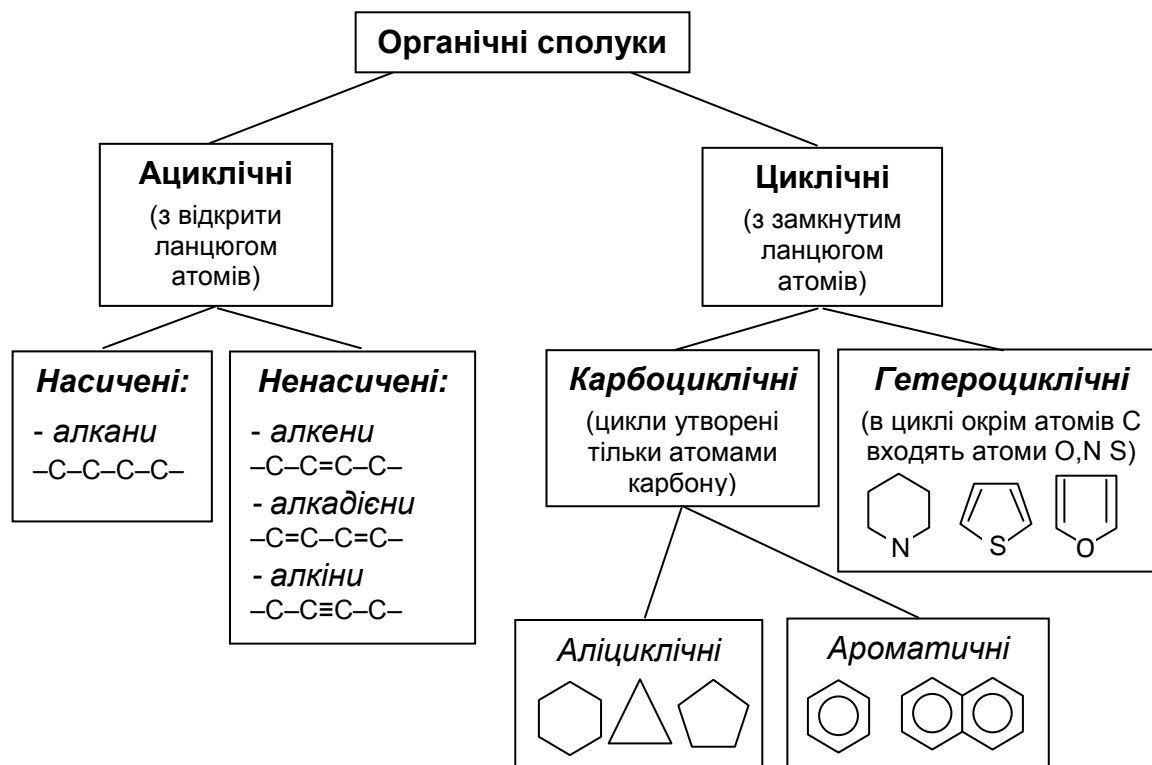 Органічні сполуки
Ациклічні
(з відкрити
ланцюгом
атомів)
Циклічні
(з замкнутим
ланцюгом
атомів)
Насичені:
- алкани
–C–C–C–C–
Ненасичені:
- алкени
–C–C=C–C–
- алкадієни
–C=C–C=C–
- алкіни
–C–C≡C–C–
Карбоциклічні
(цикли утворені
тільки атомами
карбону)
Гетероциклічні
(в циклі окрім атомів С
входять атоми O,N S)
N
S
O
Аліциклічні
Ароматичні